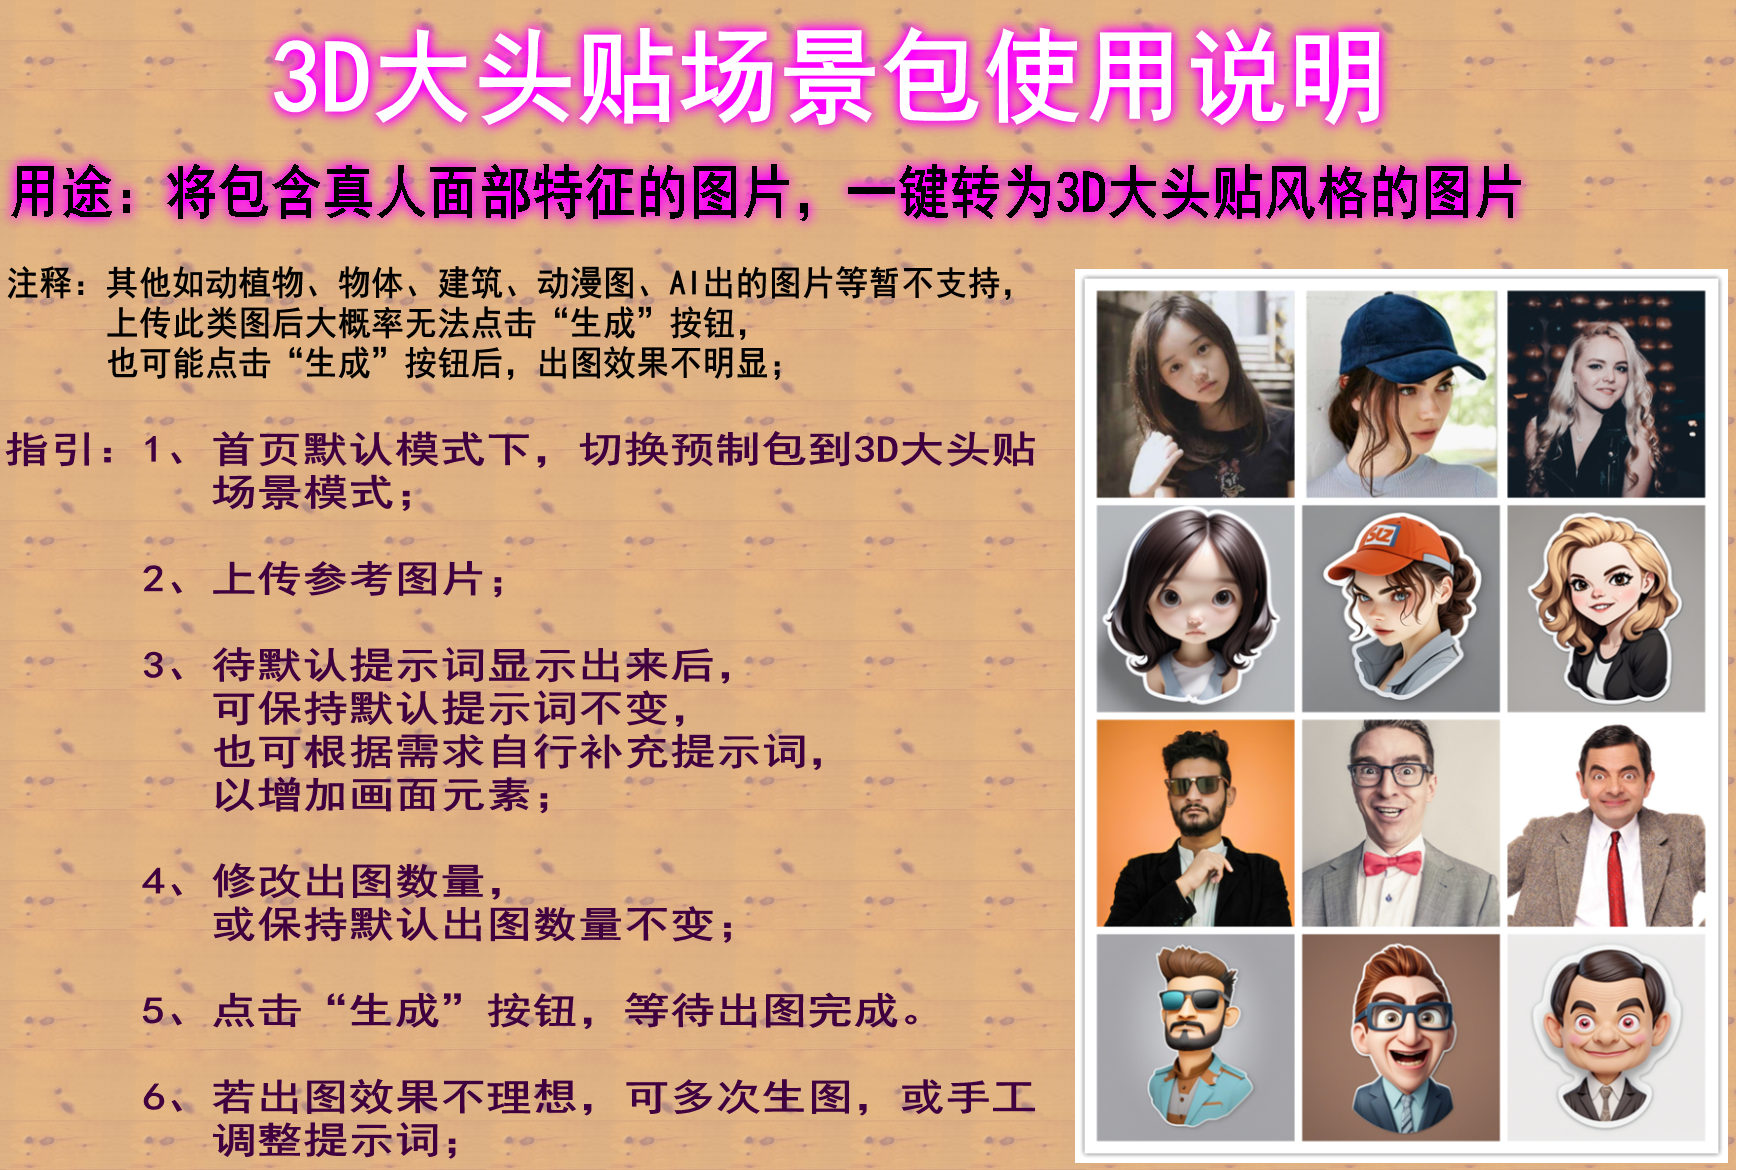 3D大头贴场景包使用说明
用途：将包含真人面部特征的图片，一键转为3D大头贴风格的图片
注释：其他如动植物、物体、建筑、动漫图、AI出的图片等暂不支持，
上传此类图后大概率无法点击“生成”按钮，
也可能点击“生成”按钮后，出图效果不明显；
指引：1、首页默认模式下，切换预制包到3D大头贴
场景模式；
2、上传参考图片；
3、待默认提示词显示出来后，
可保持默认提示词不变，
也可根据需求自行补充提示词，
以增加画面元素；
4、修改出图数量，
或保持默认出图数量不变；
5、点击“生成”按钮，等待出图完成。
6、若出图效果不理想，可多次生图，或手工
调整提示词；
Stz